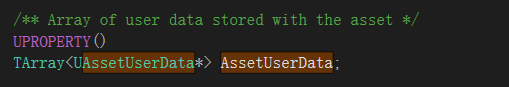 /** Array of user data stored with the asset */
UPROPERTY()
TArray<UAssetUserData*> AssetUserData;